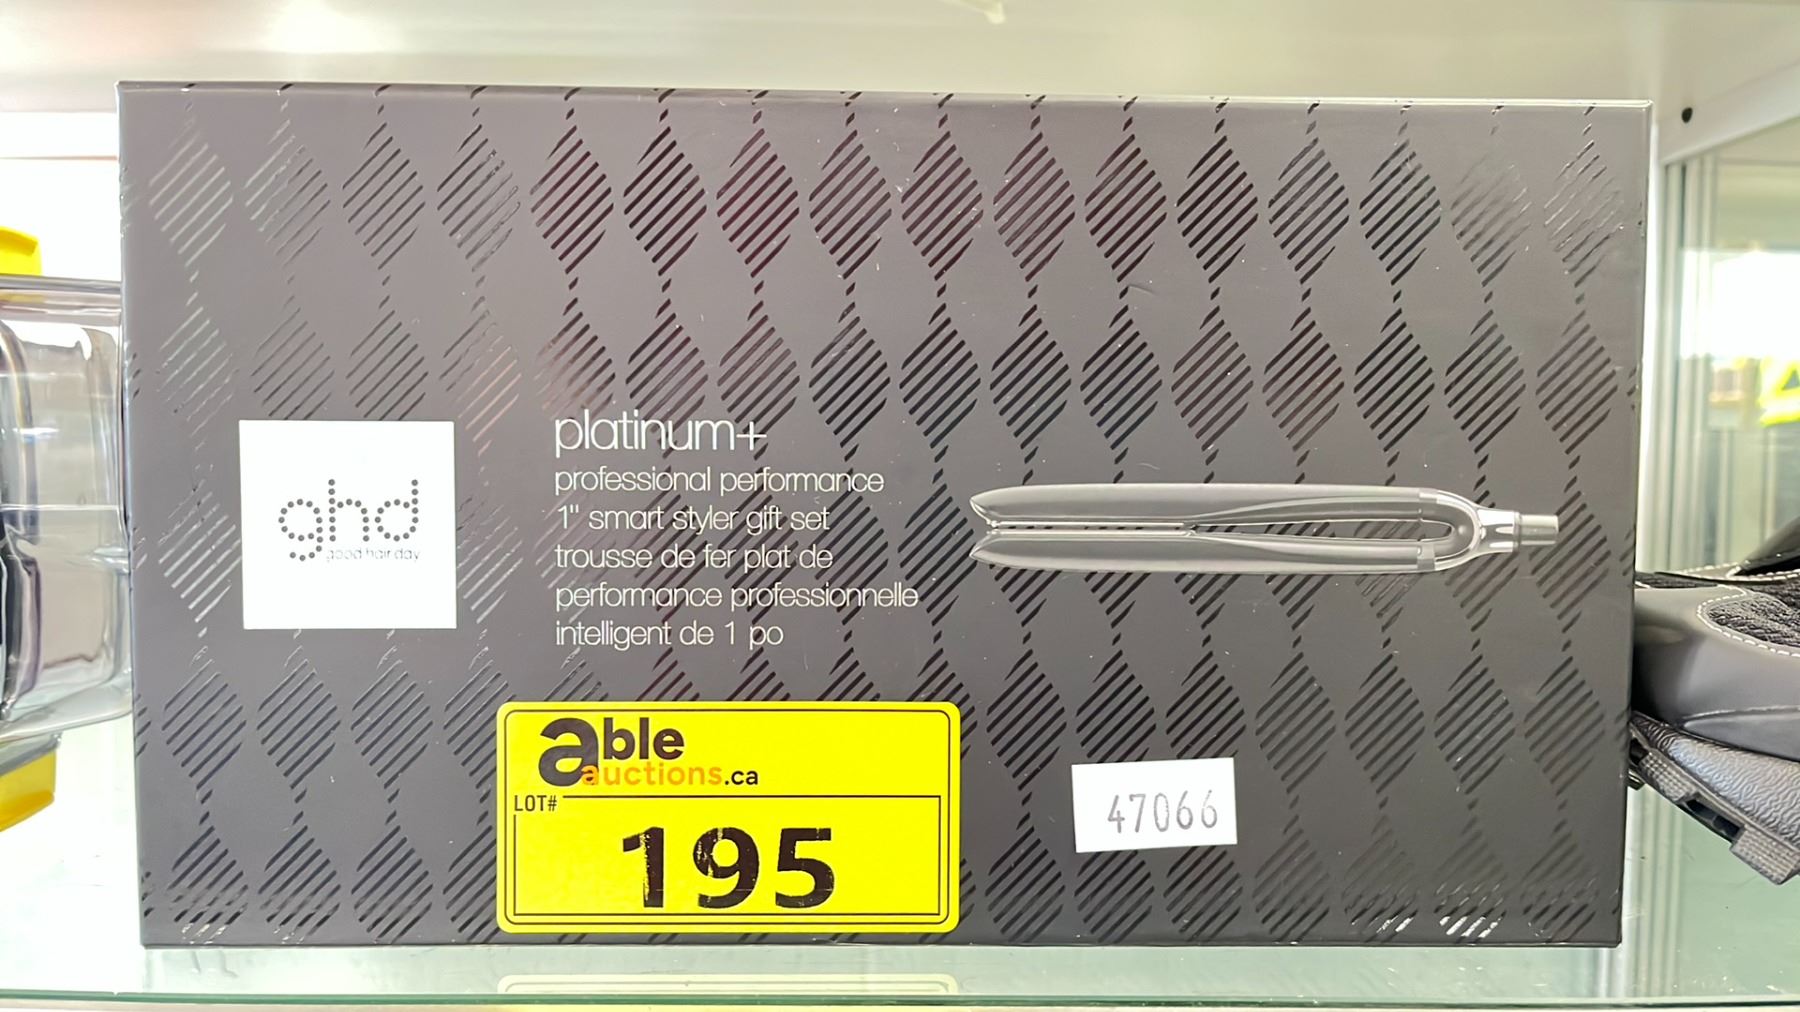 ghd
good hair day
platinum+
professional performance
1" smart styler gift set
trousse de fer plat de
performance professionnelle
intelligent de 1 po
able
auctions.ca
LOT#
195
47066